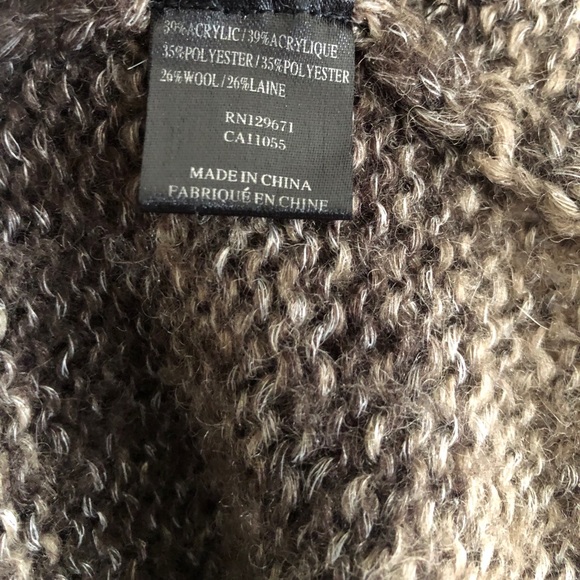 39%ACRYLIC/39%ACRYLIQUE
35%POLYESTER/35%POLYESTER
26%WOOL/26%LAINE
RN129671
CA11055
MADE IN CHINA
FABRIQUÉ EN CHINE